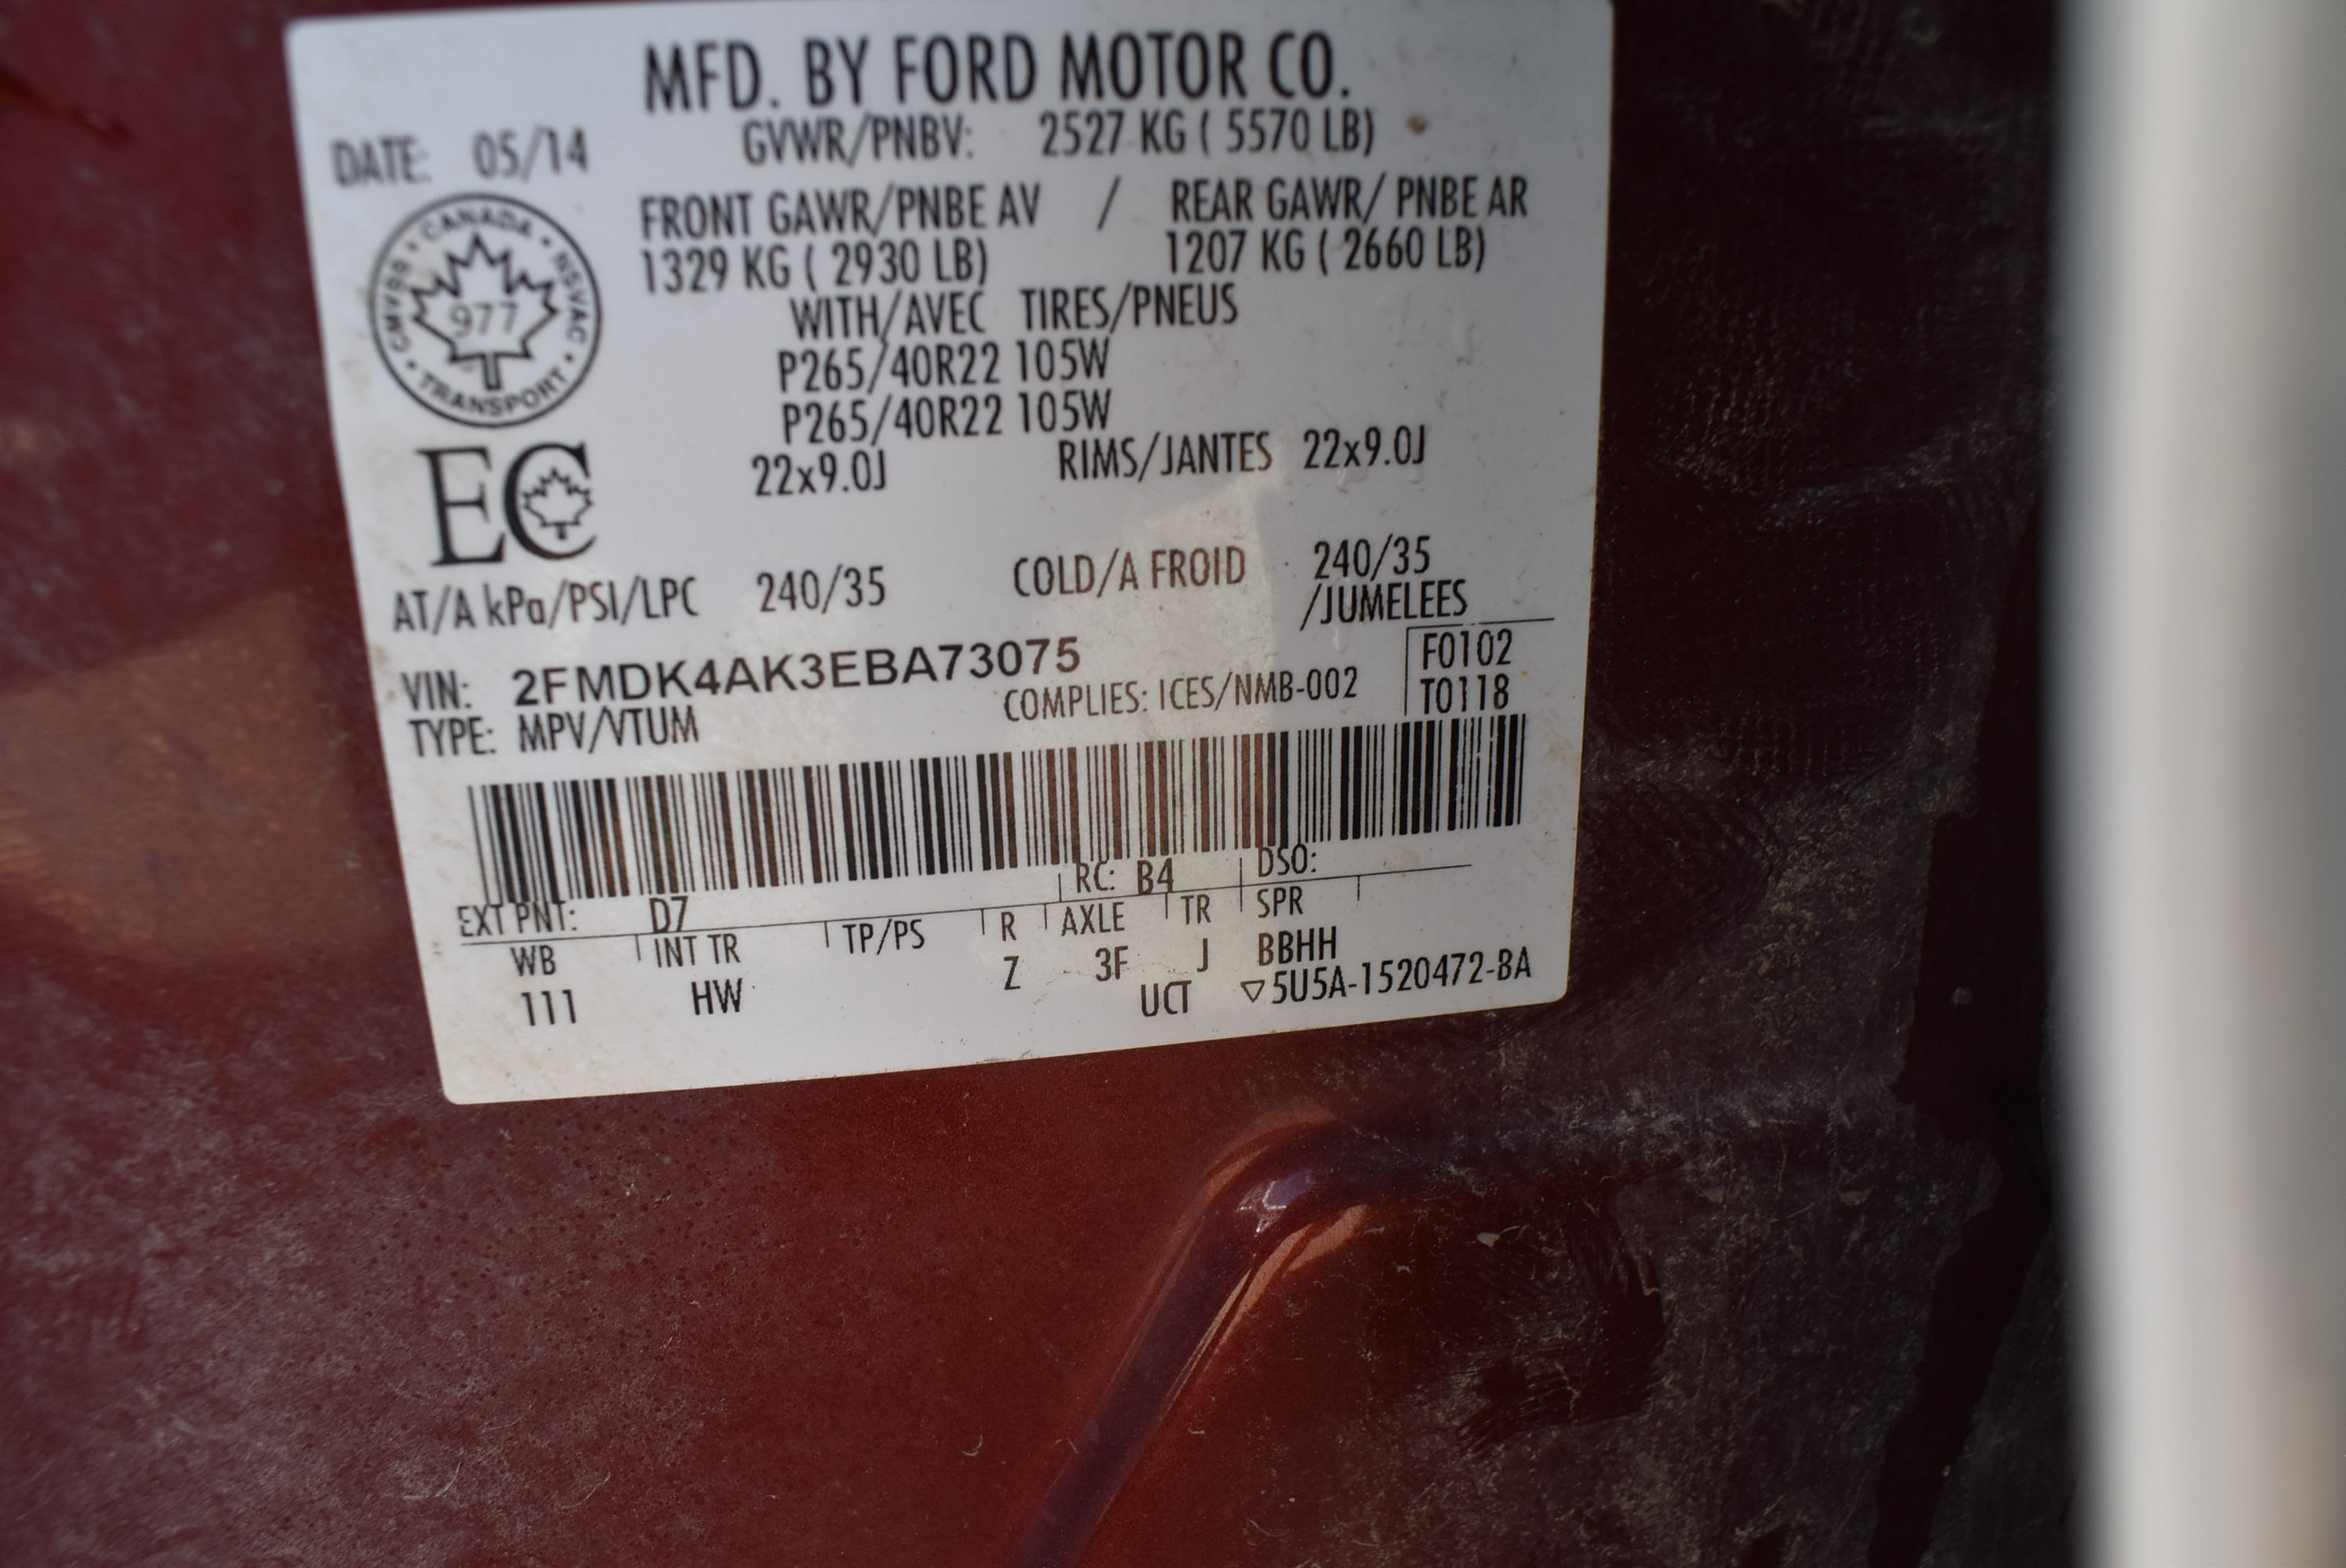 MFD. BY FORD MOTOR CO.
DATE: 05/14 GVWR/PNBV: 2527 KG ( 5570 LB)
FRONT GAWR/PNBE AV / REAR GAWR/ PNBE AR
1329 KG ( 2930 LB) 1207 KG ( 2660 LB)
WITH/AVEC TIRES/PNEUS
P265/40R22 105W
P265/40R22 105W
22x9.0J RIMS/JANTES 22x9.0J
CMVSS • CANADA • NSVAC • TRANSPORT •
977
EC
AT/A kPa/PSI/LPC 240/35 COLD/A FROID 240/35
/JUMELEES
VIN: 2FMDK4AK3EBA73075
F0102
TYPE: MPV/VTUM COMPLIES: ICES/NMB-002 T0118
EXT PNT: D7 RC: B4 DSO:
WB INT TR TP/PS R AXLE TR SPR
111 HW Z 3F J BBHH
UCT ▽5U5A-1520472-BA